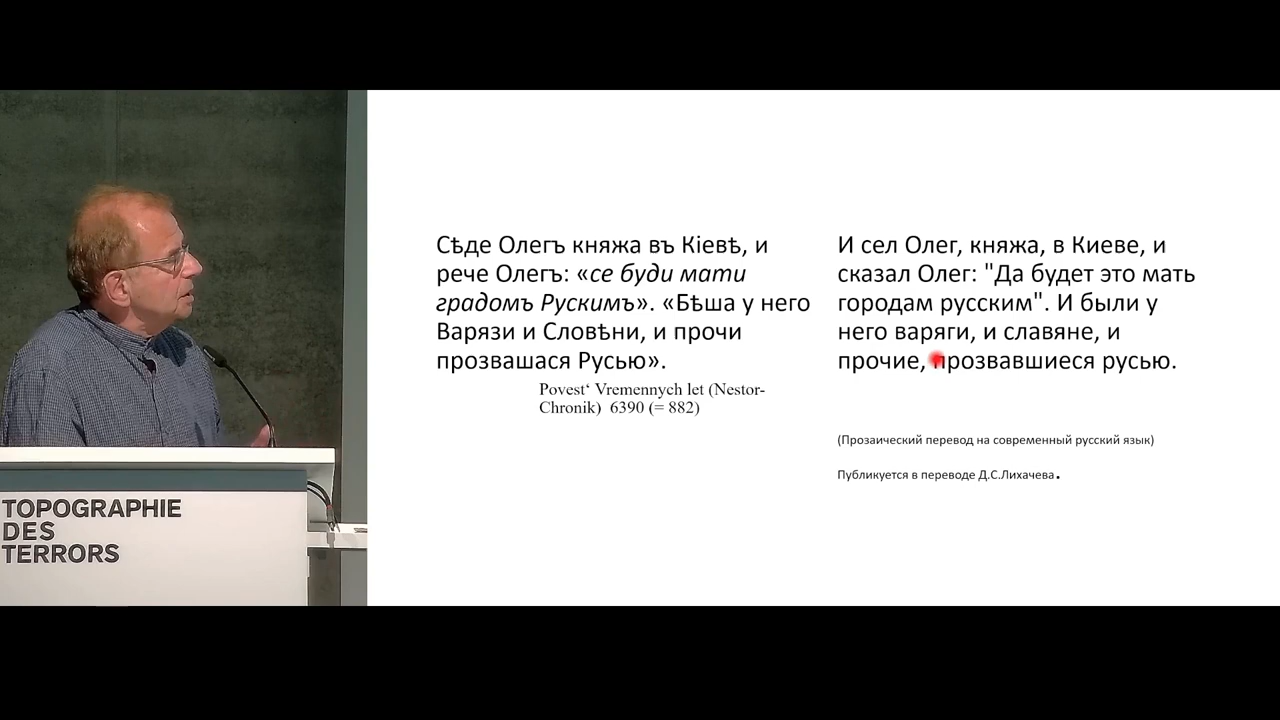 TOPOGRAPHIE
DES
TERRORS
Сѣде Олегъ княжа въ Кіевѣ, и
рече Олегъ: «се буди мати
градомъ Рускимъ». «Бѣша у него
Варязи и Словѣни, и прочи
прозвашася Русью».
Povest‘ Vremennych let (Nestor-
Chronik) 6390 (= 882)
И сел Олег, княжа, в Киеве, и
сказал Олег: "Да будет это мать
городам русским". И были у
него варяги, и славяне, и
прочие, прозвавшиеся русью.
(Прозаический перевод на современный русский язык)
Публикуется в переводе Д.С.Лихачева.